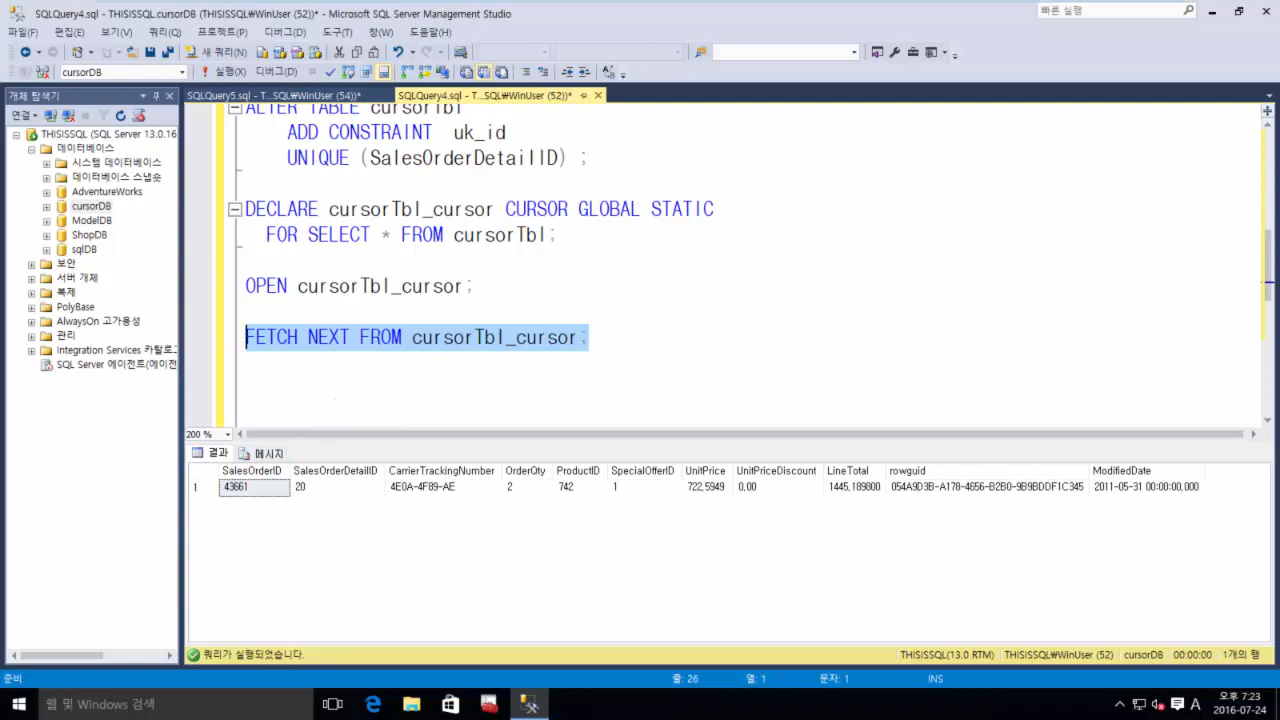 SQLQuery4.sql - THISISSQL.cursorDB (THISISSQL₩WinUser (52))* - Microsoft SQL Server Management Studio
빠른 실행
파일(F) 편집(E) 보기(V) 쿼리(Q) 프로젝트(P) 디버그(D) 도구(T) 창(W) 도움말(H)
새 쿼리(N)
cursorDB 실행(X) 디버그(D)
개체 탐색기
SQLQuery5.sql - T...SQL₩WinUser (54))*
SQLQuery4.sql - T...SQL₩WinUser (52))*
연결
THISISSQL (SQL Server 13.0.16
데이터베이스
시스템 데이터베이스
데이터베이스 스냅숏
AdventureWorks
cursorDB
ModelDB
ShopDB
sqlDB
보안
서버 개체
복제
PolyBase
AlwaysOn 고가용성
관리
Integration Services 카탈로
SQL Server 에이전트(에이전
ALTER TABLE cursorTbl
ADD CONSTRAINT uk_id
UNIQUE (SalesOrderDetailID) ;
DECLARE cursorTbl_cursor CURSOR GLOBAL STATIC
FOR SELECT * FROM cursorTbl;
OPEN cursorTbl_cursor;
FETCH NEXT FROM cursorTbl_cursor;
200 %
결과 메시지
SalesOrderID SalesOrderDetailID CarrierTrackingNumber OrderQty ProductID SpecialOfferID UnitPrice UnitPriceDiscount LineTotal rowguid ModifiedDate
1 43661 20 4E0A-4F89-AE 2 742 1 722,5949 0,00 1445,189800 054A9D3B-A178-4656-B2B0-9B9BDDF1C345 2011-05-31 00:00:00,000
쿼리가 실행되었습니다.
THISISSQL(13.0 RTM) THISISSQL₩WinUser (52) cursorDB 00:00:00 1개의 행
준비 줄: 26 열: 1 문자: 1 INS
웹 및 Windows 검색
A
오후 7:23
2016-07-24